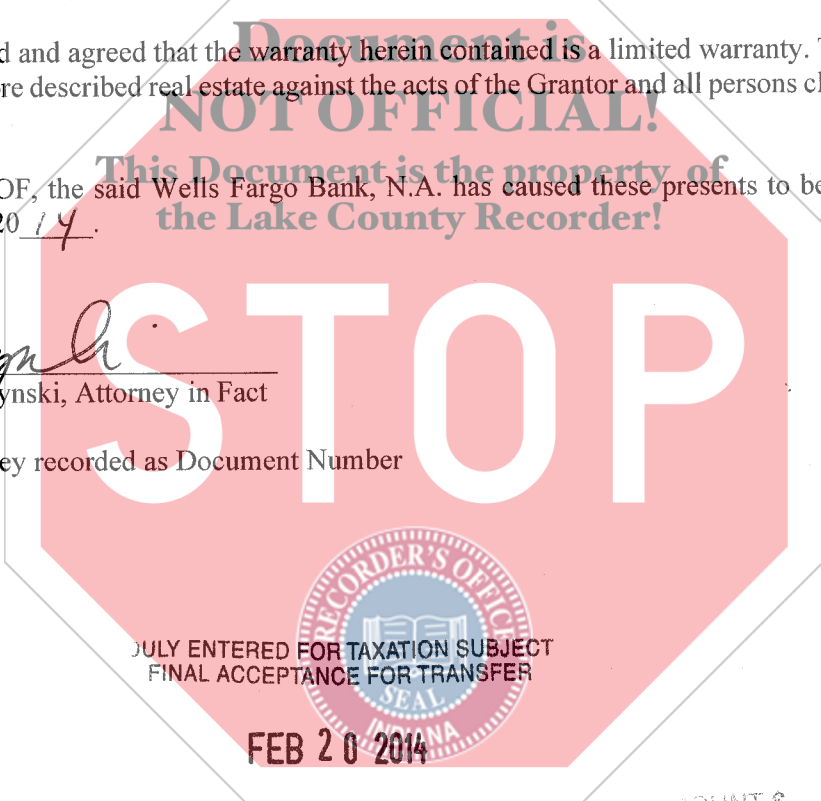 Document is
d and agreed that the warranty herein contained is a limited warranty.
re described real estate against the acts of the Grantor and all persons
NOT OFFICIAL!
This Document is the property of
OF, the said Wells Fargo Bank, N.A. has caused these presents to be
the Lake County Recorder!
20 14.
STOP
ynski, Attorney in Fact
ey recorded as Document Number
RECORDER'S OFFICE
SEAL
INDIANA
DULY ENTERED FOR TAXATION SUBJECT
FINAL ACCEPTANCE FOR TRANSFER
FEB 20 2014